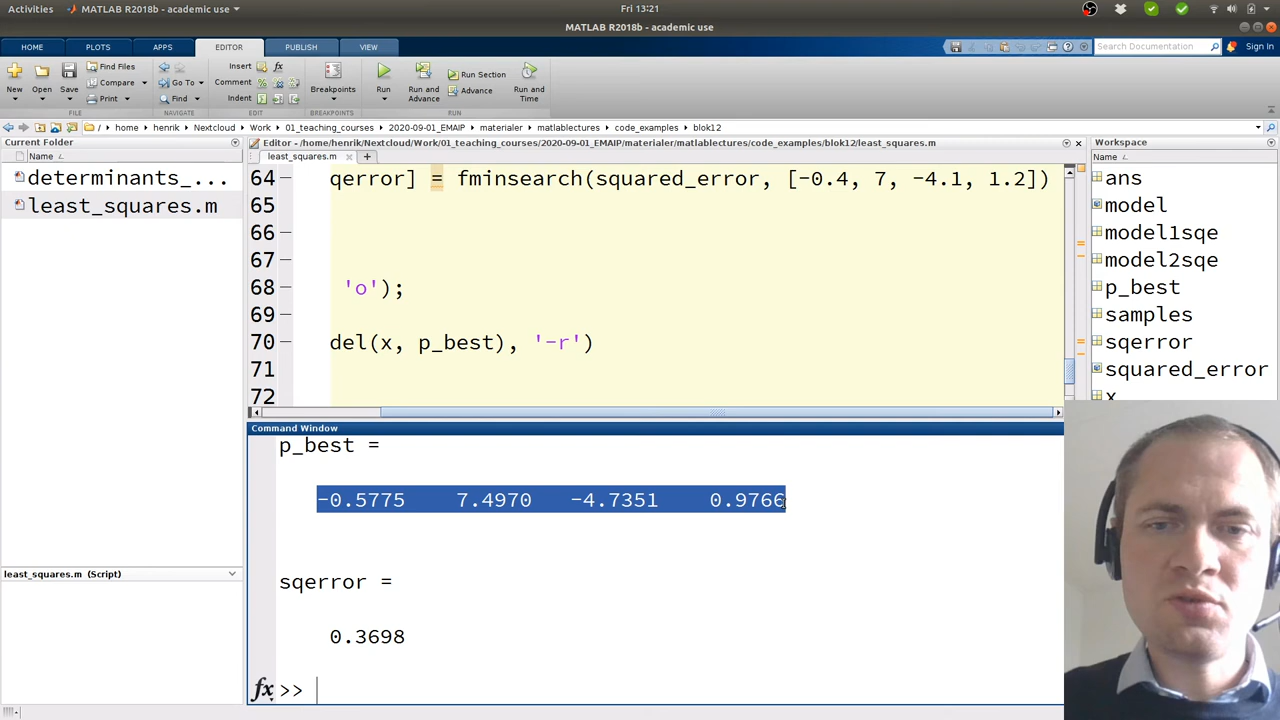 Activities
MATLAB R2018b - academic use
Fri 13:21
MATLAB R2018b - academic use
HOME PLOTS APPS EDITOR PUBLISH VIEW
Search Documentation
Sign In
New Open Save
Find Files
Compare
Print
Go To
Find
Insert
Comment
Indent
Breakpoints
Run
Run and Advance
Run Section
Advance
Run and Time
FILE NAVIGATE EDIT BREAKPOINTS RUN
/ home henrik Nextcloud Work 01_teaching_courses 2020-09-01_EMAIP materialer matlablectures code_examples blok12
Current Folder
Name
determinants_...
least_squares.m
least_squares.m (Script)
Editor - /home/henrik/Nextcloud/Work/01_teaching_courses/2020-09-01_EMAIP/materialer/matlablectures/code_examples/blok12/least_squares.m
least_squares.m
64 qerror] = fminsearch(squared_error, [-0.4, 7, -4.1, 1.2])
65
66
67
68 'o');
69
70 del(x, p_best), '-r')
71
72
Command Window
p_best =
-0.5775 7.4970 -4.7351 0.9766
sqerror =
0.3698
fx >>
Workspace
Name
ans
model
model1sqe
model2sqe
p_best
samples
sqerror
squared_error
x